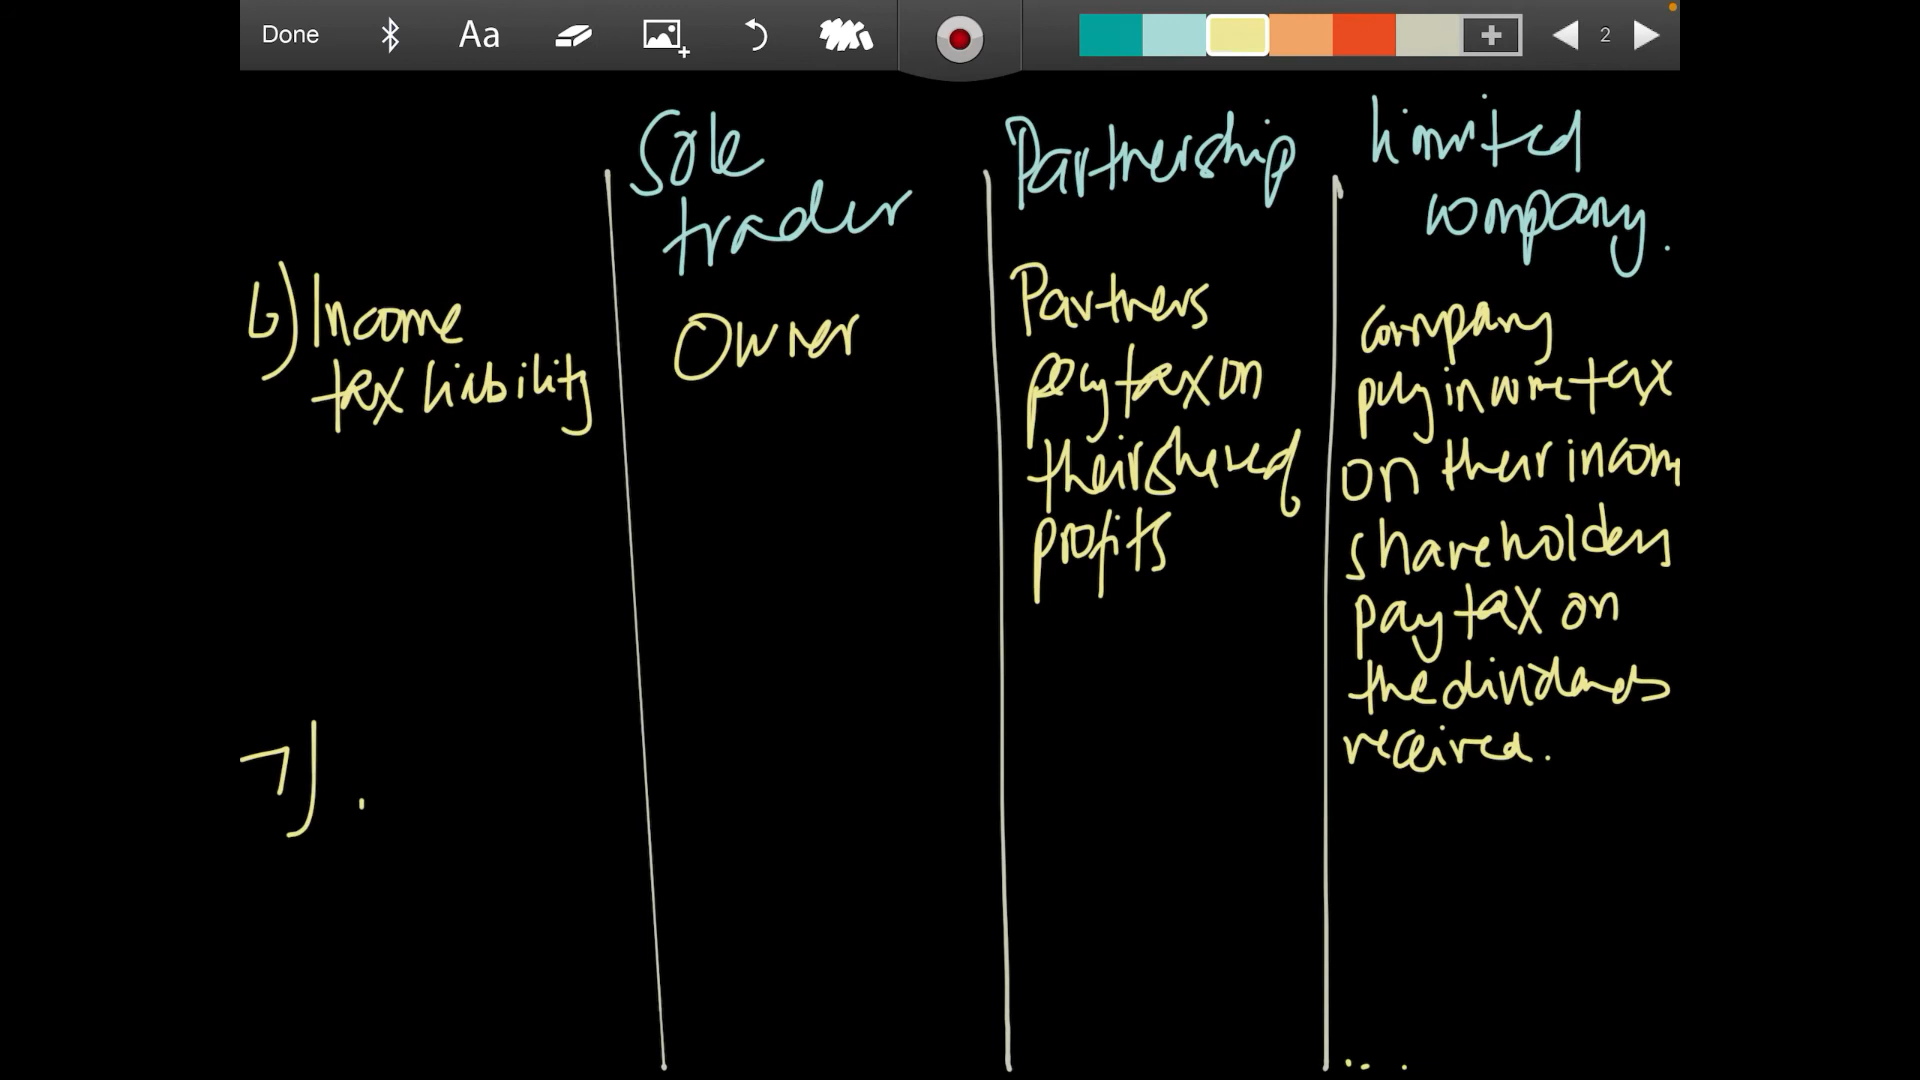 Done
Aa
2
Sole
trader
Partnership
Limited
company.
6) Income
tax liability
Owner
Partners
pay tax on
their shared
profits
company
pay income tax
on their incom
shareholders
pay tax on
the dividends
received.
7)